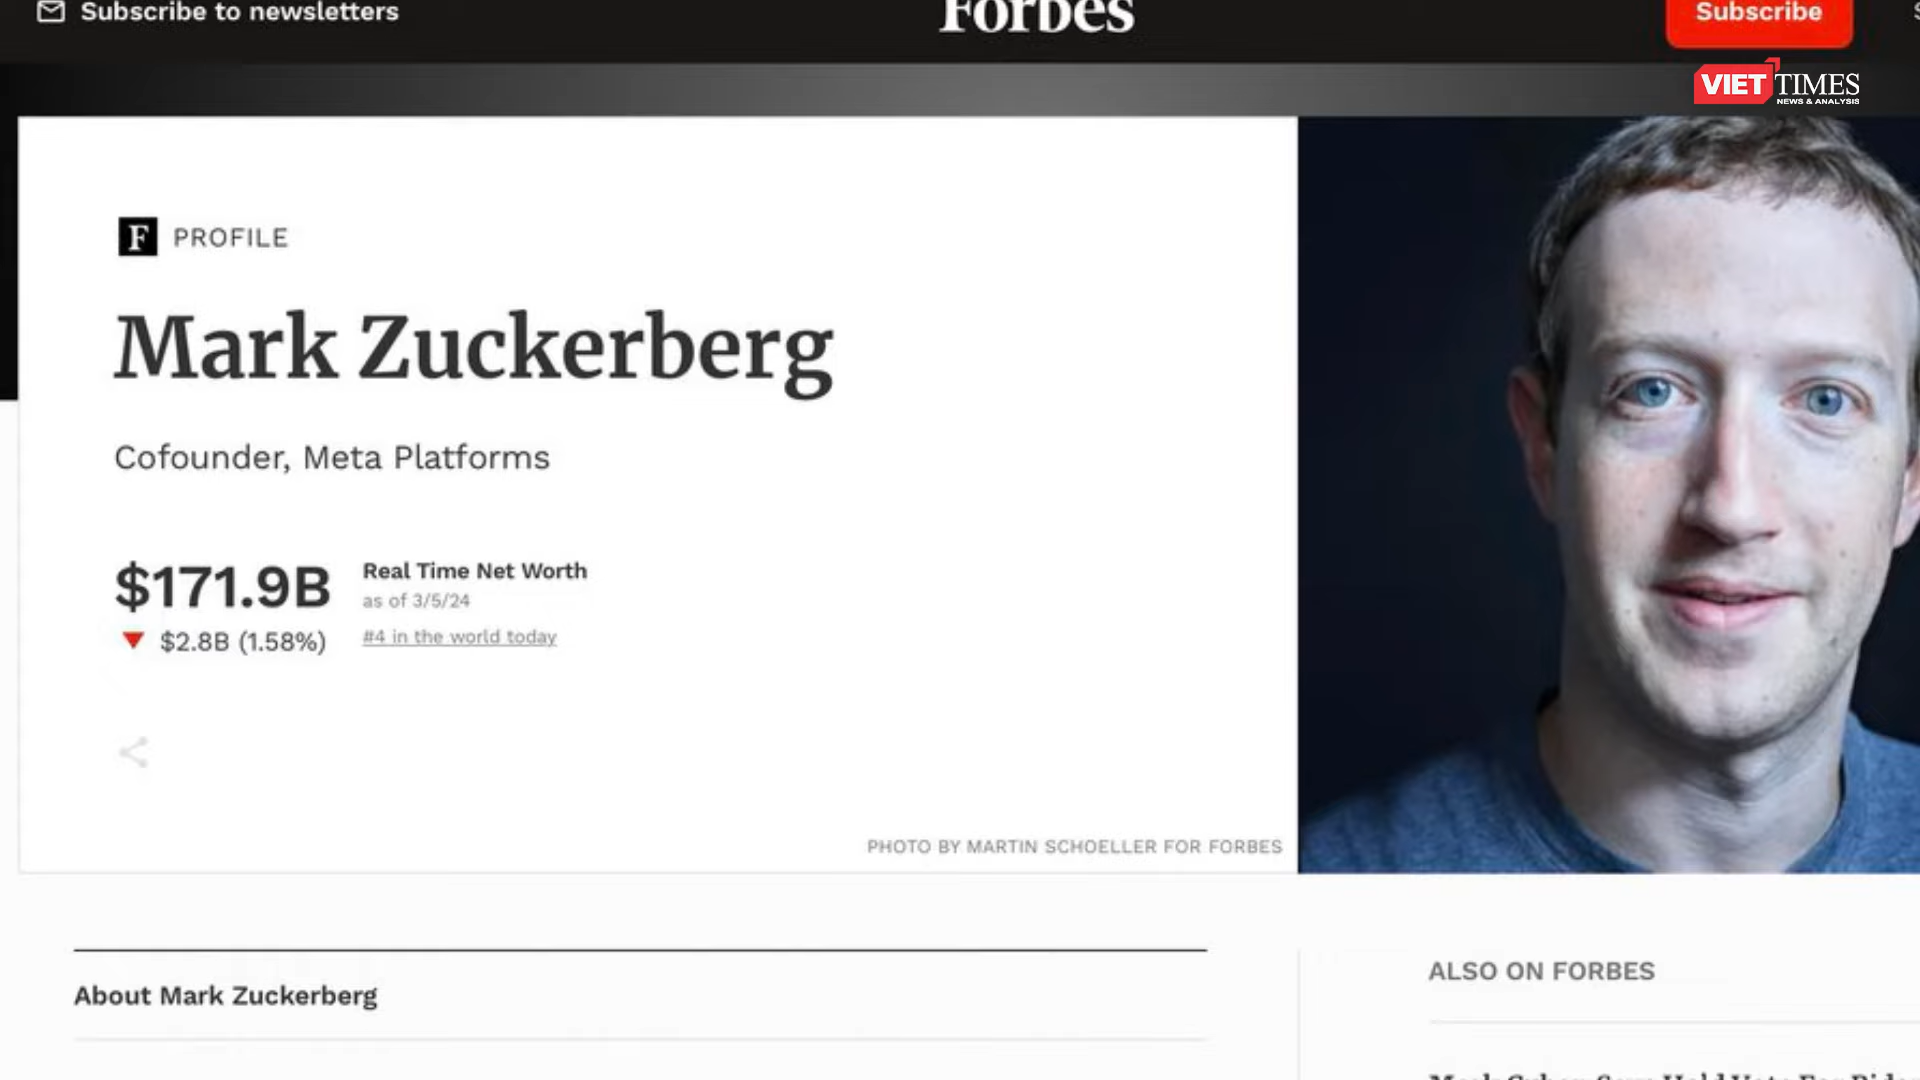 Subscribe to newsletters
Forbes
Subscribe
VIET TIMES
NEWS & ANALYSIS
F PROFILE
Mark Zuckerberg
Cofounder, Meta Platforms
$171.9B
Real Time Net Worth
as of 3/5/24
$2.8B (1.58%)
#4 in the world today
PHOTO BY MARTIN SCHOELLER FOR FORBES
About Mark Zuckerberg
ALSO ON FORBES